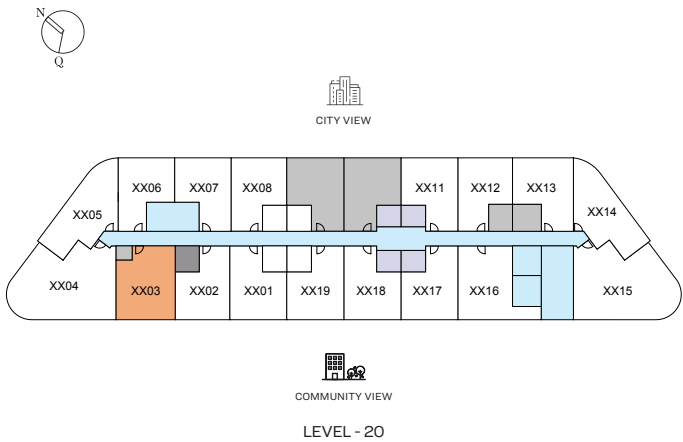 N
Q
CITY VIEW
XX06 XX07 XX08 XX11 XX12 XX13
XX05 XX14
XX04 XX03 XX02 XX01 XX19 XX18 XX17 XX16 XX15
COMMUNITY VIEW
LEVEL - 20